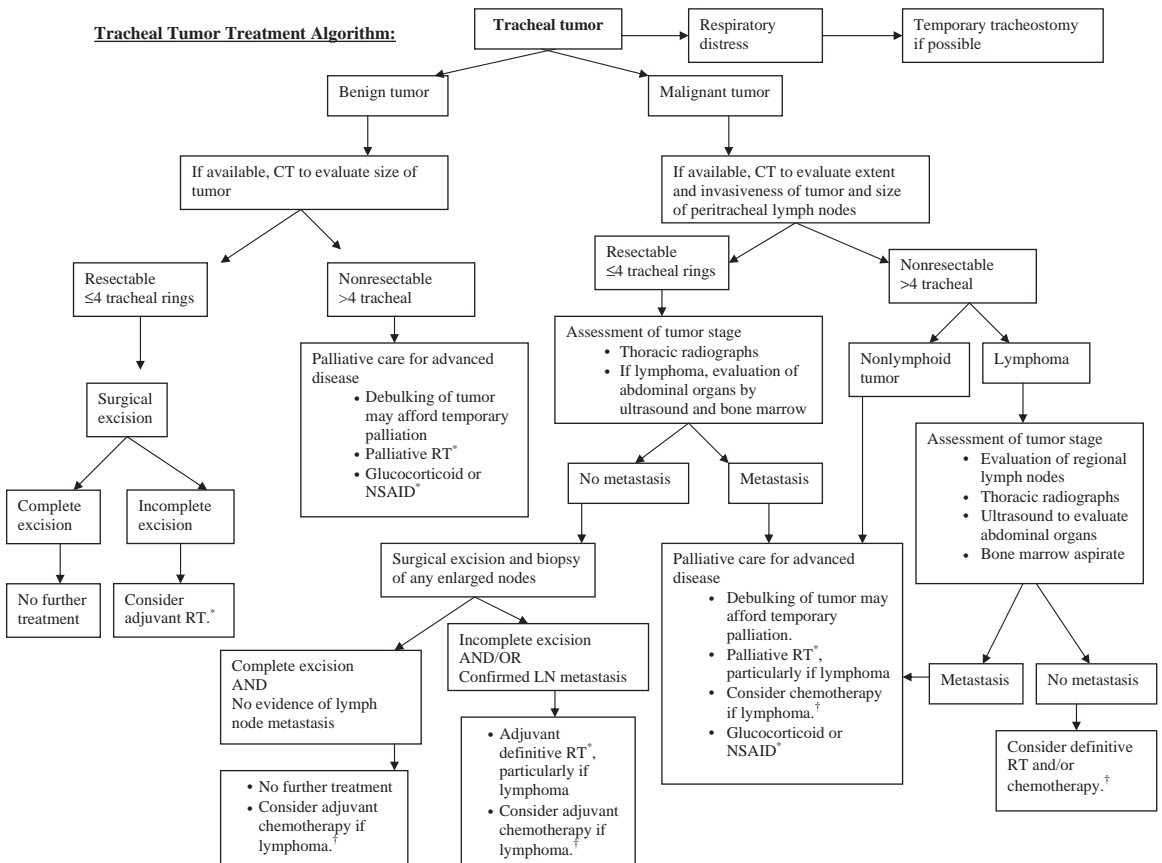 Tracheal Tumor Treatment Algorithm:
Tracheal tumor
Respiratory
distress
Temporary tracheostomy
if possible
Benign tumor
Malignant tumor
If available, CT to evaluate size of
tumor
If available, CT to evaluate extent
and invasiveness of tumor and size
of peritracheal lymph nodes
Resectable
≤4 tracheal rings
Nonresectable
>4 tracheal
Resectable
≤4 tracheal rings
Nonresectable
>4 tracheal
Surgical
excision
Palliative care for advanced
disease
• Debulking of tumor
may afford temporary
palliation
• Palliative RT*
• Glucocorticoid or
NSAID*
Assessment of tumor stage
• Thoracic radiographs
• If lymphoma, evaluation of
abdominal organs by
ultrasound and bone marrow
Nonlymphoid
tumor
Lymphoma
Assessment of tumor stage
• Evaluation of regional
lymph nodes
• Thoracic radiographs
• Ultrasound to evaluate
abdominal organs
• Bone marrow aspirate
Complete
excision
Incomplete
excision
No metastasis
Metastasis
No further
treatment
Consider
adjuvant RT.*
Surgical excision and biopsy
of any enlarged nodes
Palliative care for advanced
disease
• Debulking of tumor may
afford temporary
palliation.
• Palliative RT*,
particularly if lymphoma
• Consider chemotherapy
if lymphoma.†
• Glucocorticoid or
NSAID*
Complete excision
AND
No evidence of lymph
node metastasis
Incomplete excision
AND/OR
Confirmed LN metastasis
Metastasis
No metastasis
• No further treatment
• Consider adjuvant
chemotherapy if
lymphoma.†
• Adjuvant
definitive RT*,
particularly if
lymphoma
• Consider adjuvant
chemotherapy if
lymphoma.†
Consider definitive
RT and/or
chemotherapy.†